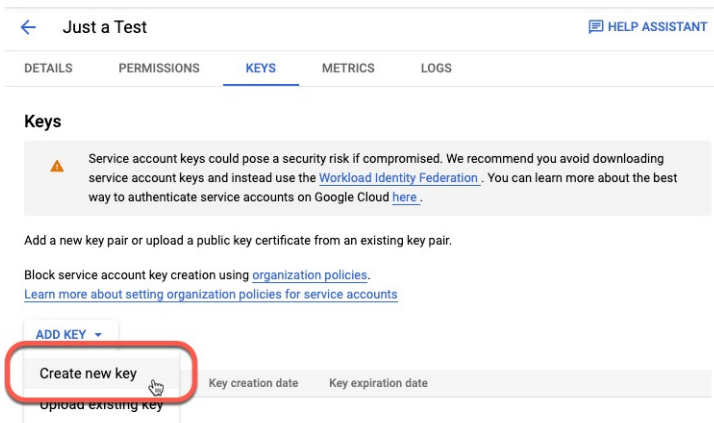 Just a Test
HELP ASSISTANT
DETAILS PERMISSIONS KEYS METRICS LOGS
Keys
Service account keys could pose a security risk if compromised. We recommend you avoid downloading
service account keys and instead use the Workload Identity Federation . You can learn more about the best
way to authenticate service accounts on Google Cloud here .
Add a new key pair or upload a public key certificate from an existing key pair.
Block service account key creation using organization policies.
Learn more about setting organization policies for service accounts
ADD KEY
Create new key
Key creation date Key expiration date
Upload existing key